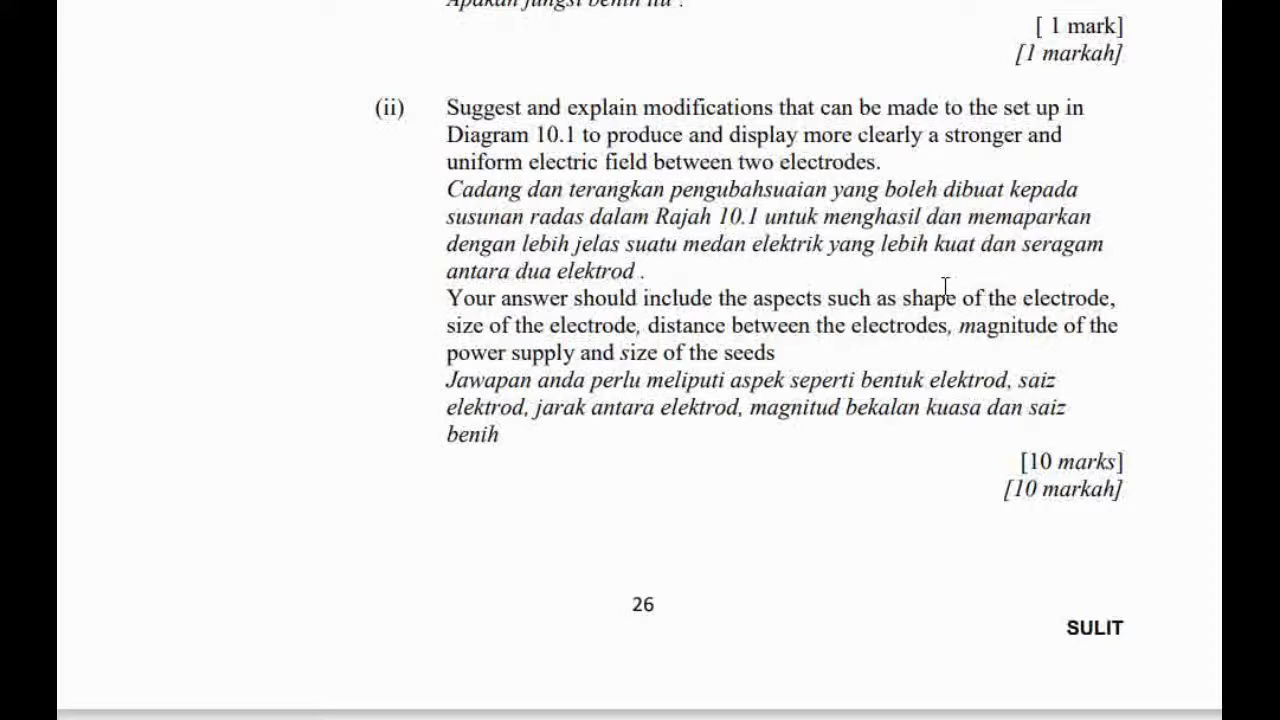 [ 1 mark]
[1 markah]
(ii) Suggest and explain modifications that can be made to the set up in
Diagram 10.1 to produce and display more clearly a stronger and
uniform electric field between two electrodes.
Cadang dan terangkan pengubahsuaian yang boleh dibuat kepada
susunan radas dalam Rajah 10.1 untuk menghasil dan memaparkan
dengan lebih jelas suatu medan elektrik yang lebih kuat dan seragam
antara dua elektrod .
Your answer should include the aspects such as shape of the electrode,
size of the electrode, distance between the electrodes, magnitude of the
power supply and size of the seeds
Jawapan anda perlu meliputi aspek seperti bentuk elektrod, saiz
elektrod, jarak antara elektrod, magnitud bekalan kuasa dan saiz
benih
[10 marks]
[10 markah]
26
SULIT